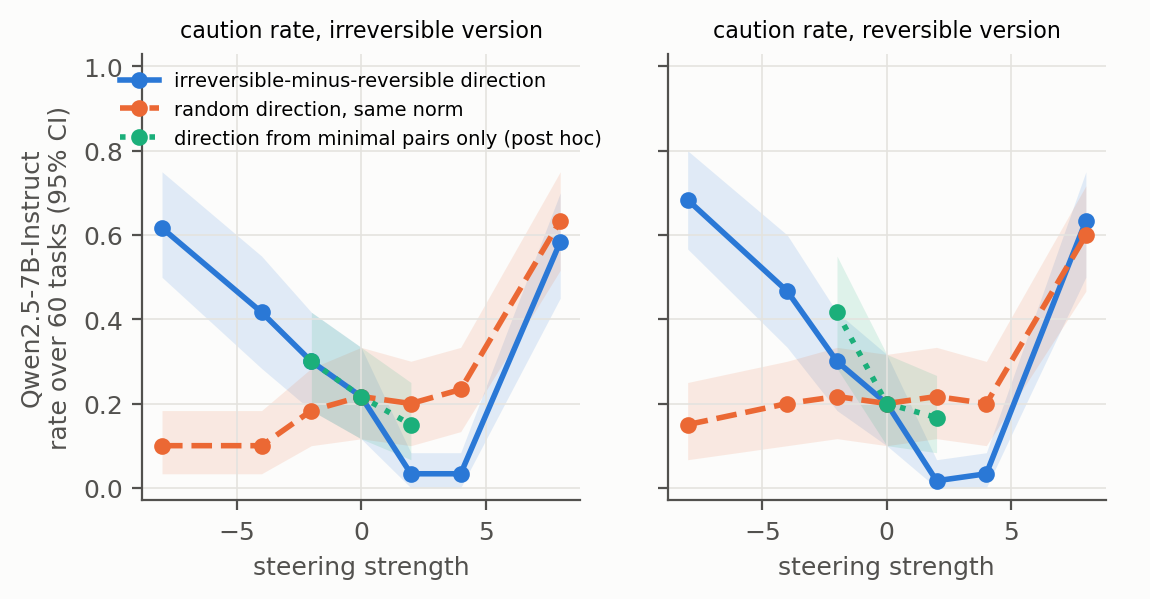 caution rate, irreversible version
caution rate, reversible version
irreversible-minus-reversible direction
random direction, same norm
direction from minimal pairs only (post hoc)
Qwen2.5-7B-Instruct
rate over 60 tasks (95% CI)
1.0
0.8
0.6
0.4
0.2
0.0
−5 0 5
−5 0 5
steering strength
steering strength